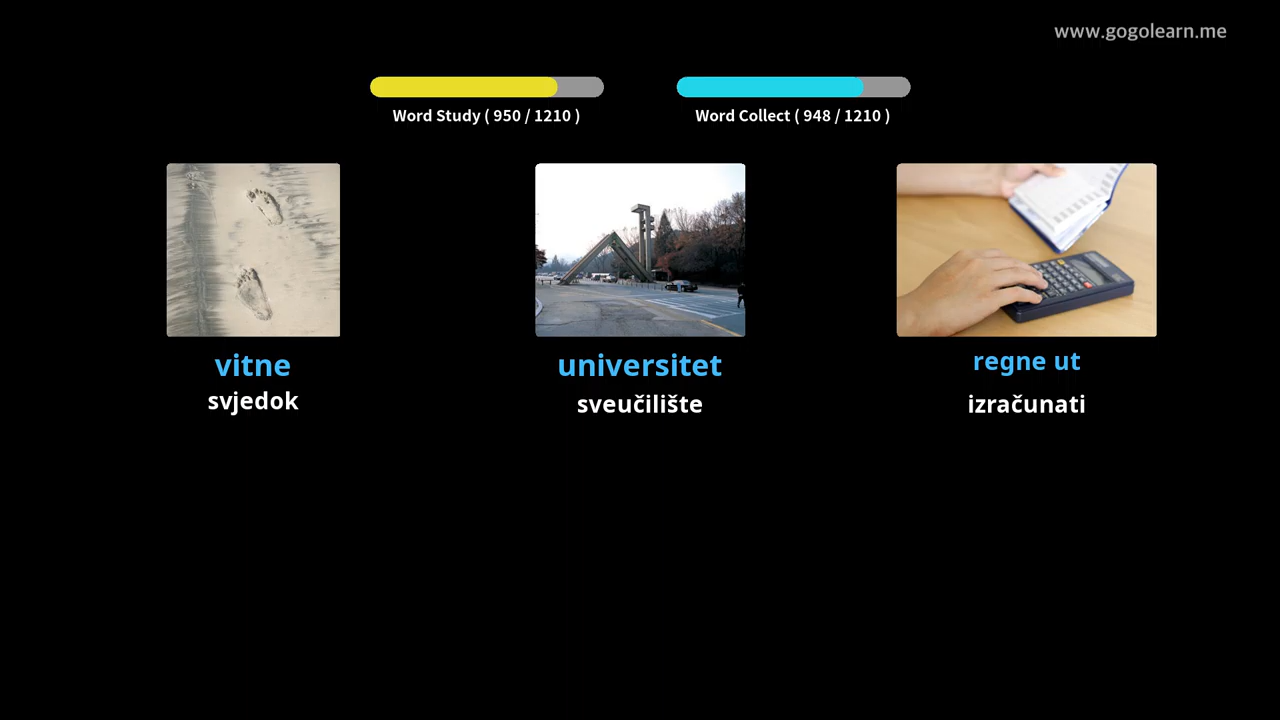 www.gogolearn.me
Word Study ( 950 / 1210 )
Word Collect ( 948 / 1210 )
vitne
svjedok
universitet
sveučilište
regne ut
izračunati